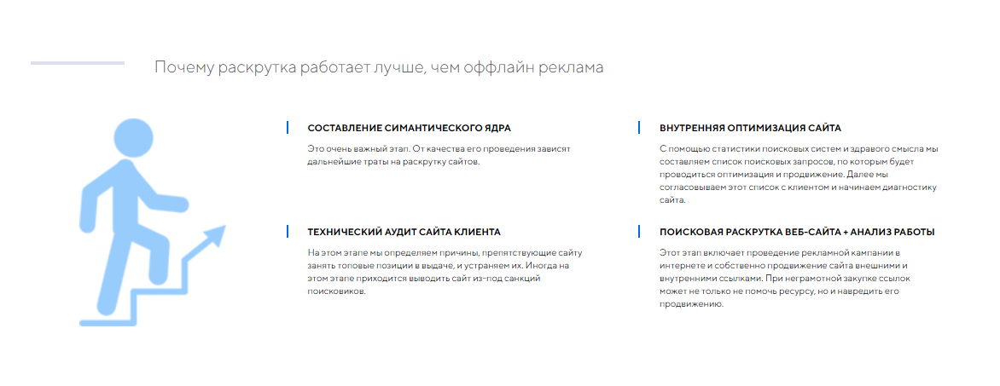 Почему раскрутка работает лучше, чем оффлайн реклама
СОСТАВЛЕНИЕ СИМАНТИЧЕСКОГО ЯДРА
Это очень важный этап. От качества его проведения зависят
дальнейшие траты на раскрутку сайтов.
ВНУТРЕННЯЯ ОПТИМИЗАЦИЯ САЙТА
С помощью статистики поисковых систем и здравого смысла мы
составляем список поисковых запросов, по которым будет
проводиться оптимизация и продвижение. Далее мы
согласовываем этот список с клиентом и начинаем диагностику
сайта.
ТЕХНИЧЕСКИЙ АУДИТ САЙТА КЛИЕНТА
На этом этапе мы определяем причины, препятствующие сайту
занять топовые позиции в выдаче, и устраняем их. Иногда на
этом этапе приходится выводить сайт из-под санкций
поисковиков.
ПОИСКОВАЯ РАСКРУТКА ВЕБ-САЙТА + АНАЛИЗ РАБОТЫ
Этот этап включает проведение рекламной кампании в
интернете и собственно продвижение сайта внешними и
внутренними ссылками. При неграмотной закупке ссылок
может не только не помочь ресурсу, но и навредить его
продвижению.